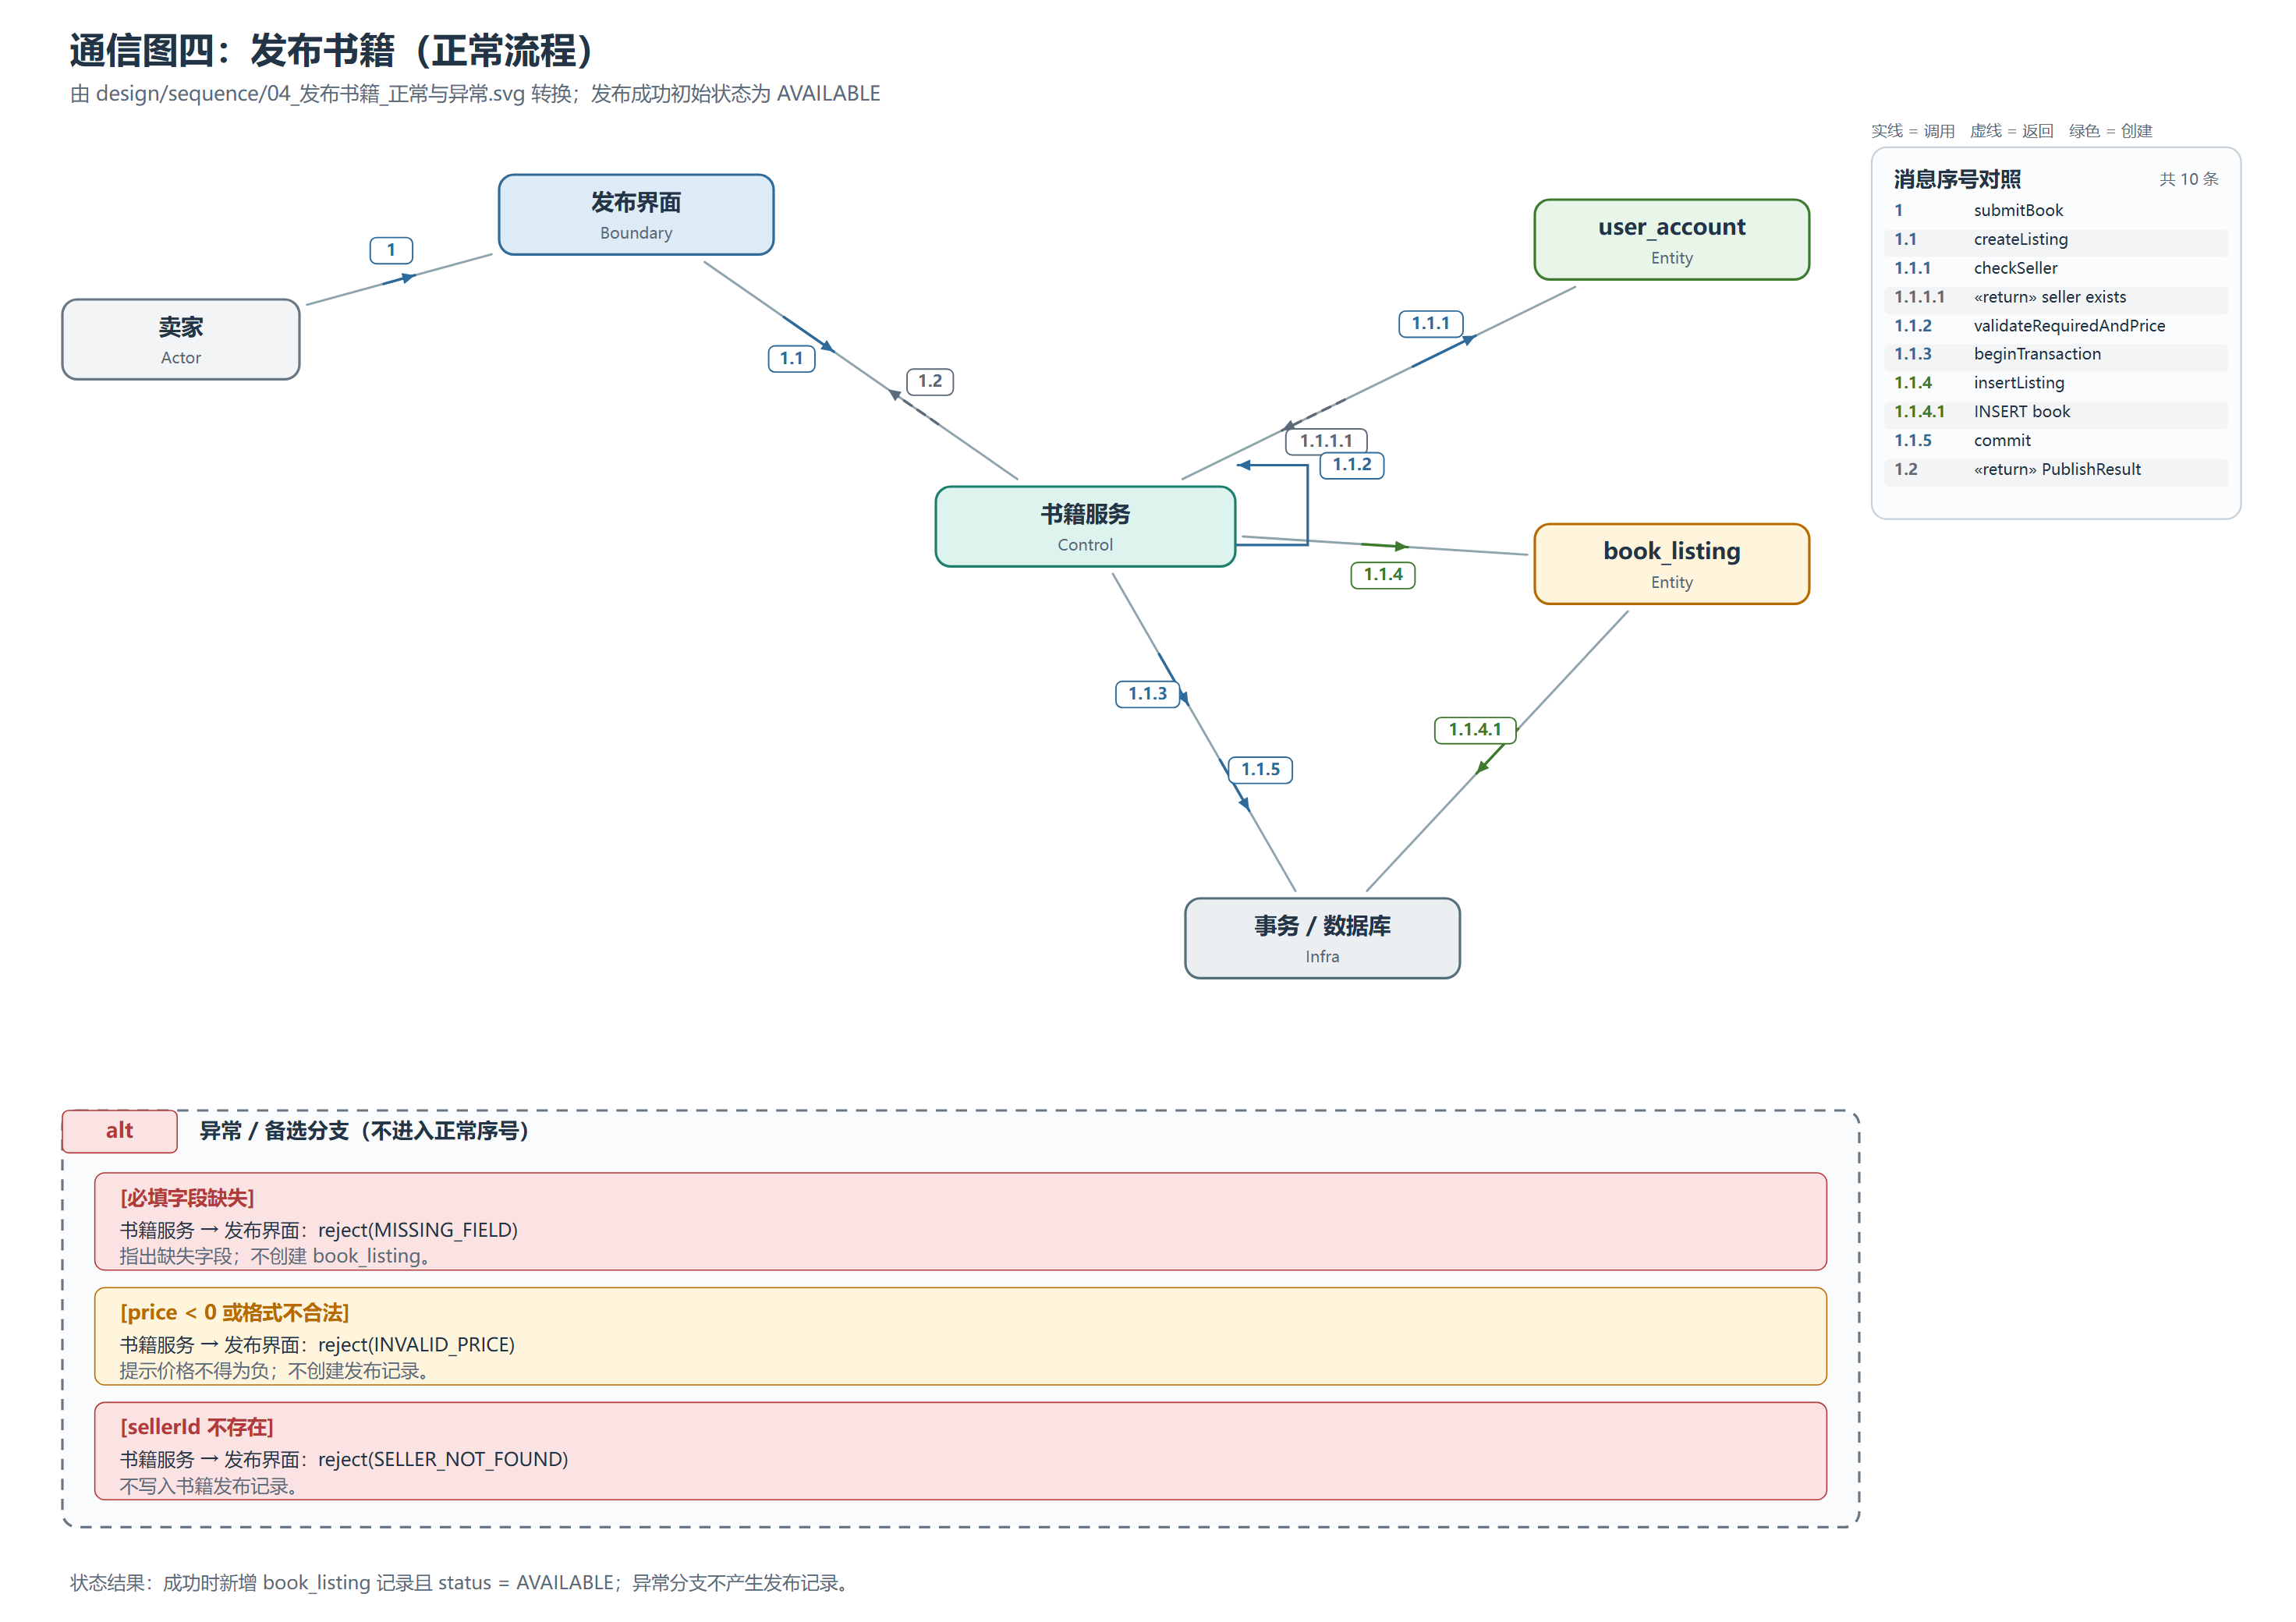 通信图四：发布书籍（正常流程）
由 design/sequence/04_发布书籍_正常与异常.svg 转换；发布成功初始状态为 AVAILABLE
实线 = 调用 虚线 = 返回 绿色 = 创建
消息序号对照 共 10 条
1 submitBook
1.1 createListing
1.1.1 checkSeller
1.1.1.1 «return» seller exists
1.1.2 validateRequiredAndPrice
1.1.3 beginTransaction
1.1.4 insertListing
1.1.4.1 INSERT book
1.1.5 commit
1.2 «return» PublishResult
发布界面
Boundary
user_account
Entity
1
卖家
Actor
1.1
1.2
1.1.1
1.1.1.1
1.1.2
书籍服务
Control
1.1.4
book_listing
Entity
1.1.3
1.1.4.1
1.1.5
事务 / 数据库
Infra
alt 异常 / 备选分支（不进入正常序号）
[必填字段缺失]
书籍服务 → 发布界面：reject(MISSING_FIELD)
指出缺失字段；不创建 book_listing。
[price < 0 或格式不合法]
书籍服务 → 发布界面：reject(INVALID_PRICE)
提示价格不得为负；不创建发布记录。
[sellerId 不存在]
书籍服务 → 发布界面：reject(SELLER_NOT_FOUND)
不写入书籍发布记录。
状态结果：成功时新增 book_listing 记录且 status = AVAILABLE；异常分支不产生发布记录。